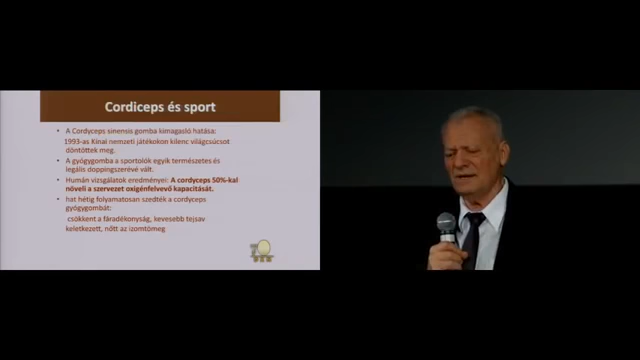 Cordiceps és sport
• A Cordyceps sinensis gomba kimagasló hatása:
1993-as Kínai nemzeti játékokon kilenc világcsúcsot
döntöttek meg.
• A gyógygomba a sportolók egyik természetes és
legális doppingszerévé vált.
• Humán vizsgálatok eredményei: A cordyceps 50%-kal
növeli a szervezet oxigénfelvevő kapacitását.
• hat hétig folyamatosan szedték a cordyceps
gyógygombát:
csökkent a fáradékonyság, kevesebb tejsav
keletkezett, nőtt az izomtömeg